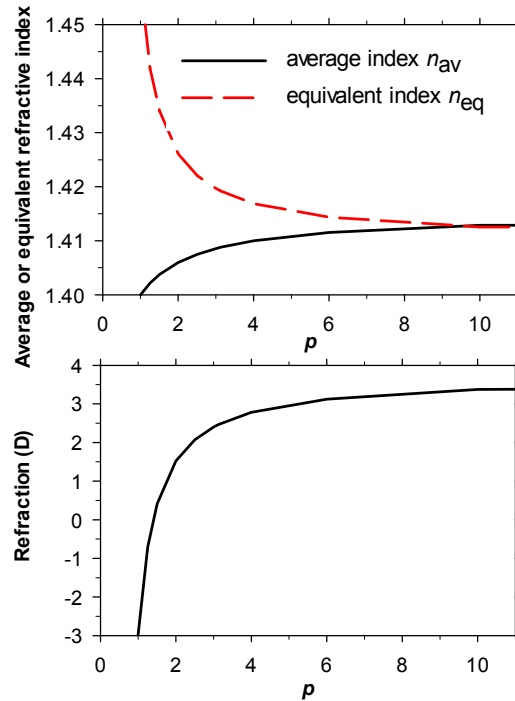 1.45
1.44
1.43
1.42
1.41
1.40
Average or equivalent refractive index
average index nav
equivalent index neq
0 2 4 6 8 10
p
4
3
2
1
0
-1
-2
-3
Refraction (D)
0 2 4 6 8 10
p